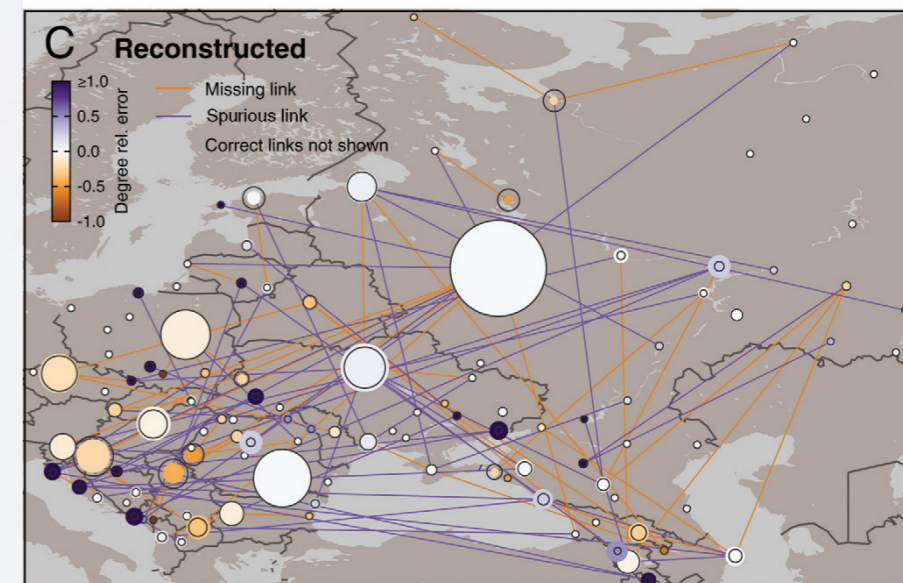 C Reconstructed
≥1.0
0.5
0.0
-0.5
-1.0
Degree rel. error
Missing link
Spurious link
Correct links not shown